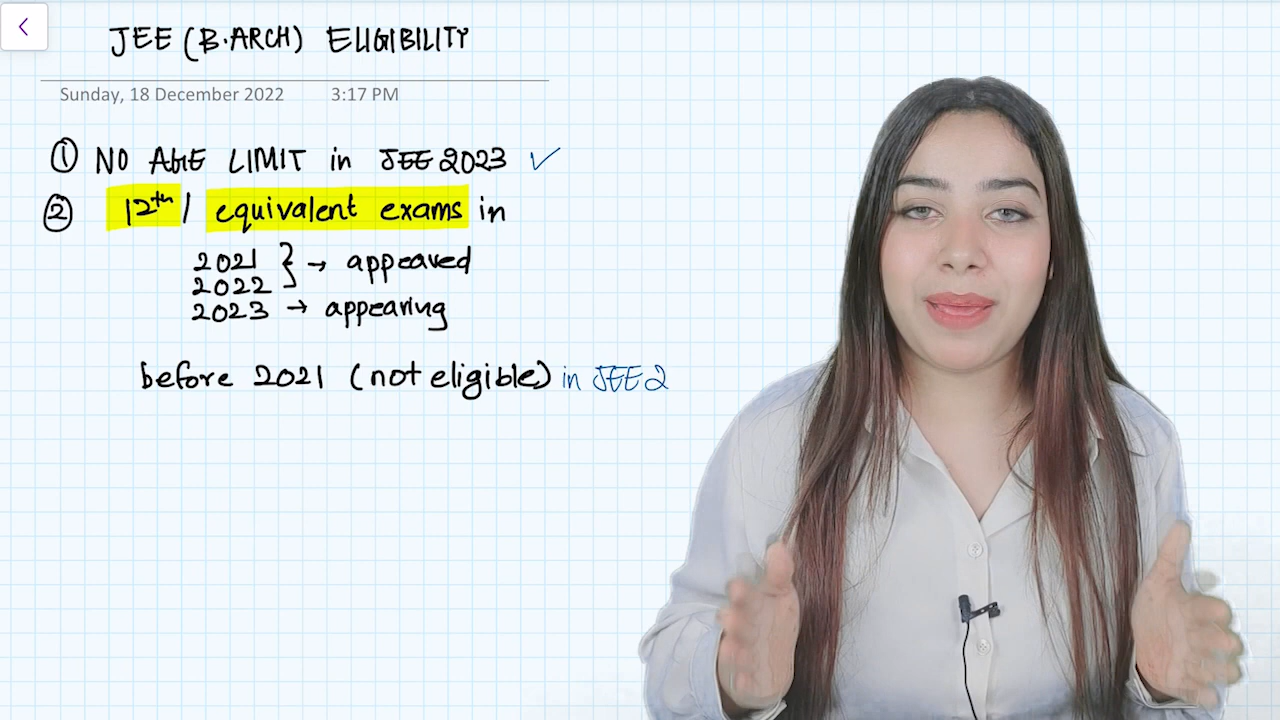 JEE (B.ARCH) ELIGIBILITY
Sunday, 18 December 2022 3:17 PM
① NO AGE LIMIT in JEE 2023 ✓
② 12th / equivalent exams in
2021 } → appeared
2022
2023 → appearing
before 2021 (not eligible) in JEE 2